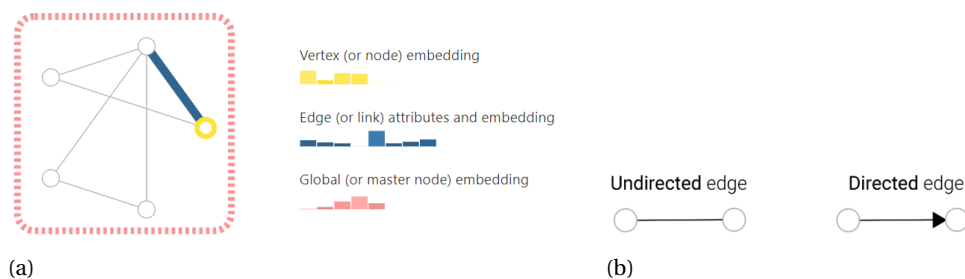 Vertex (or node) embedding
Edge (or link) attributes and embedding
Global (or master node) embedding
(a)
Undirected edge
Directed edge
(b)